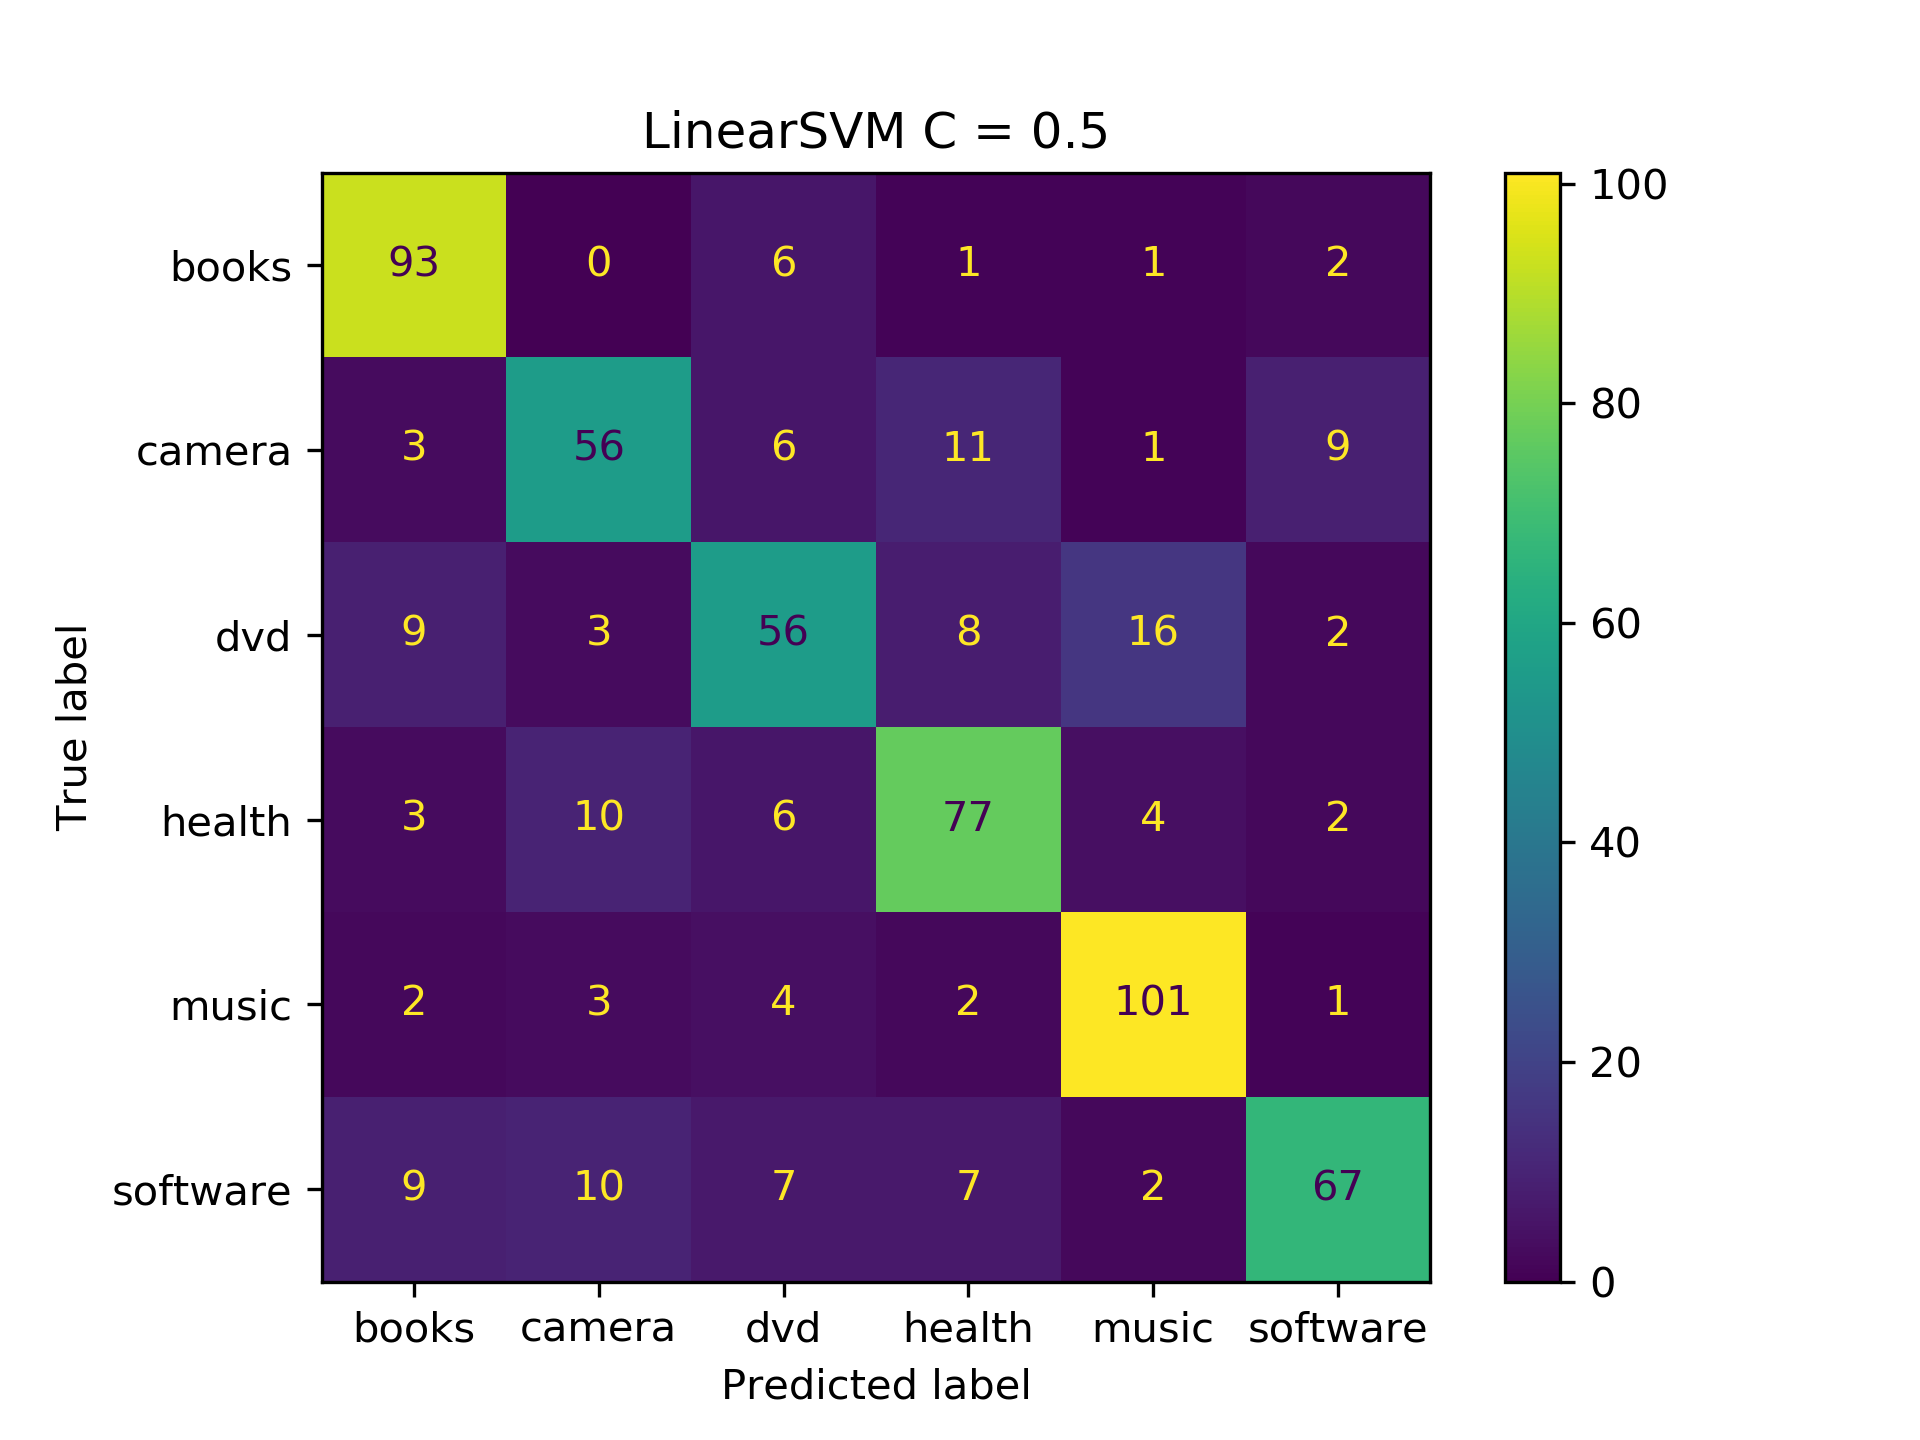 LinearSVM C = 0.5
True label
books 93 0 6 1 1 2
camera 3 56 6 11 1 9
dvd 9 3 56 8 16 2
health 3 10 6 77 4 2
music 2 3 4 2 101 1
software 9 10 7 7 2 67
books camera dvd health music software
Predicted label
100
80
60
40
20
0